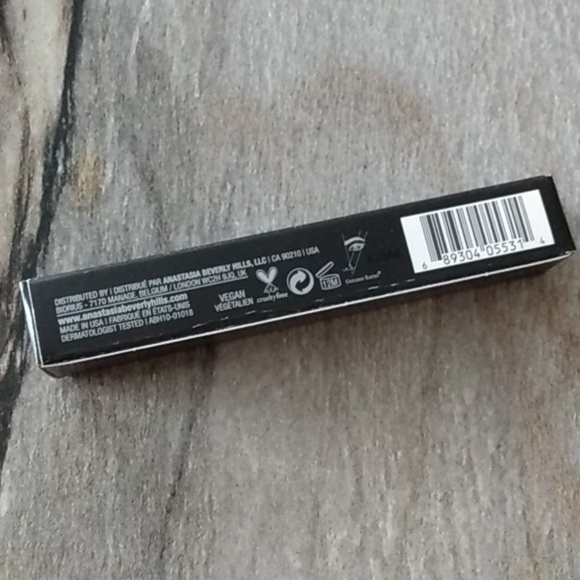 DISTRIBUTED BY | DISTRIBUÉ PAR ANASTASIA BEVERLY HILLS, LLC | CA 90210 | USA
BIORIUS - 7170 MANAGE, BELGIUM / LONDON WC2H 9JQ, UK
www.anastasiabeverlyhills.com
MADE IN USA | FABRIQUÉ EN ÉTATS-UNIS
DERMATOLOGIST TESTED | ABH10-01018
VEGAN
VÉGÉTALIEN
crueltyfree
12M
6 89304 05531 4